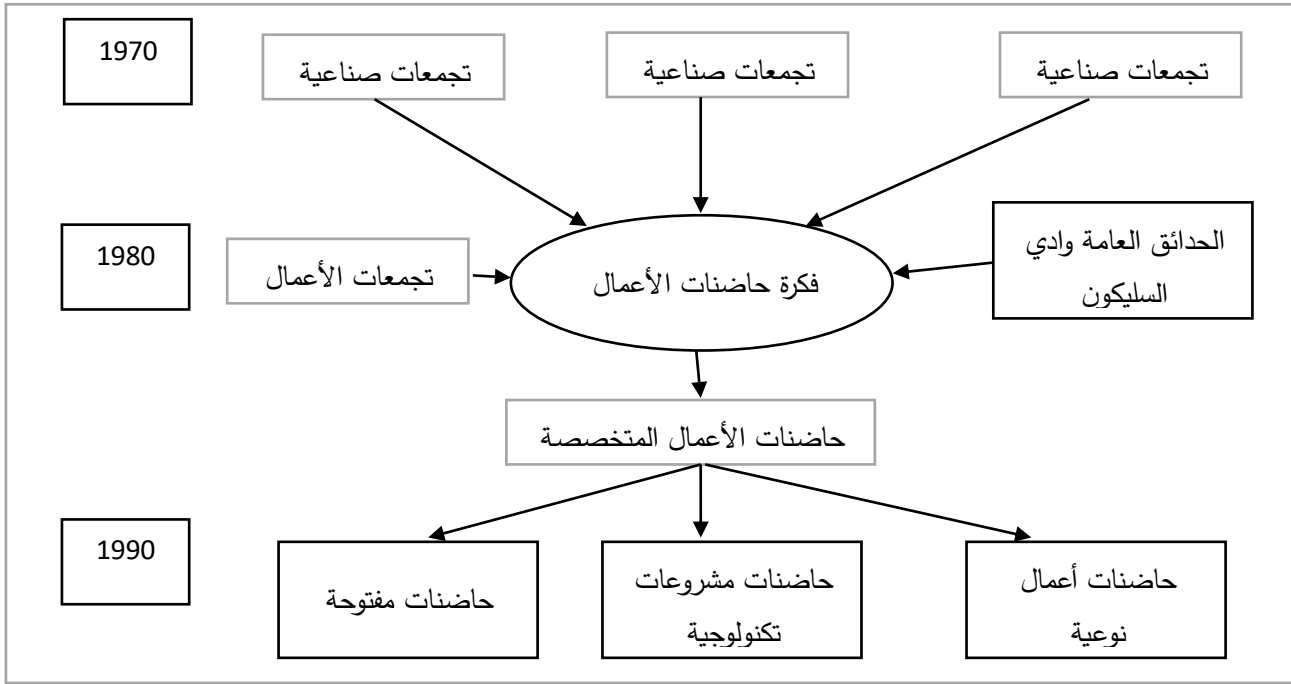 1970
تجمعات صناعية
تجمعات صناعية
تجمعات صناعية
1980
الحدائق العامة وادي
السليكون
فكرة حاضنات الأعمال
تجمعات الأعمال
حاضنات الأعمال المتخصصة
1990
حاضنات أعمال
نوعية
حاضنات مشروعات
تكنولوجية
حاضنات مفتوحة